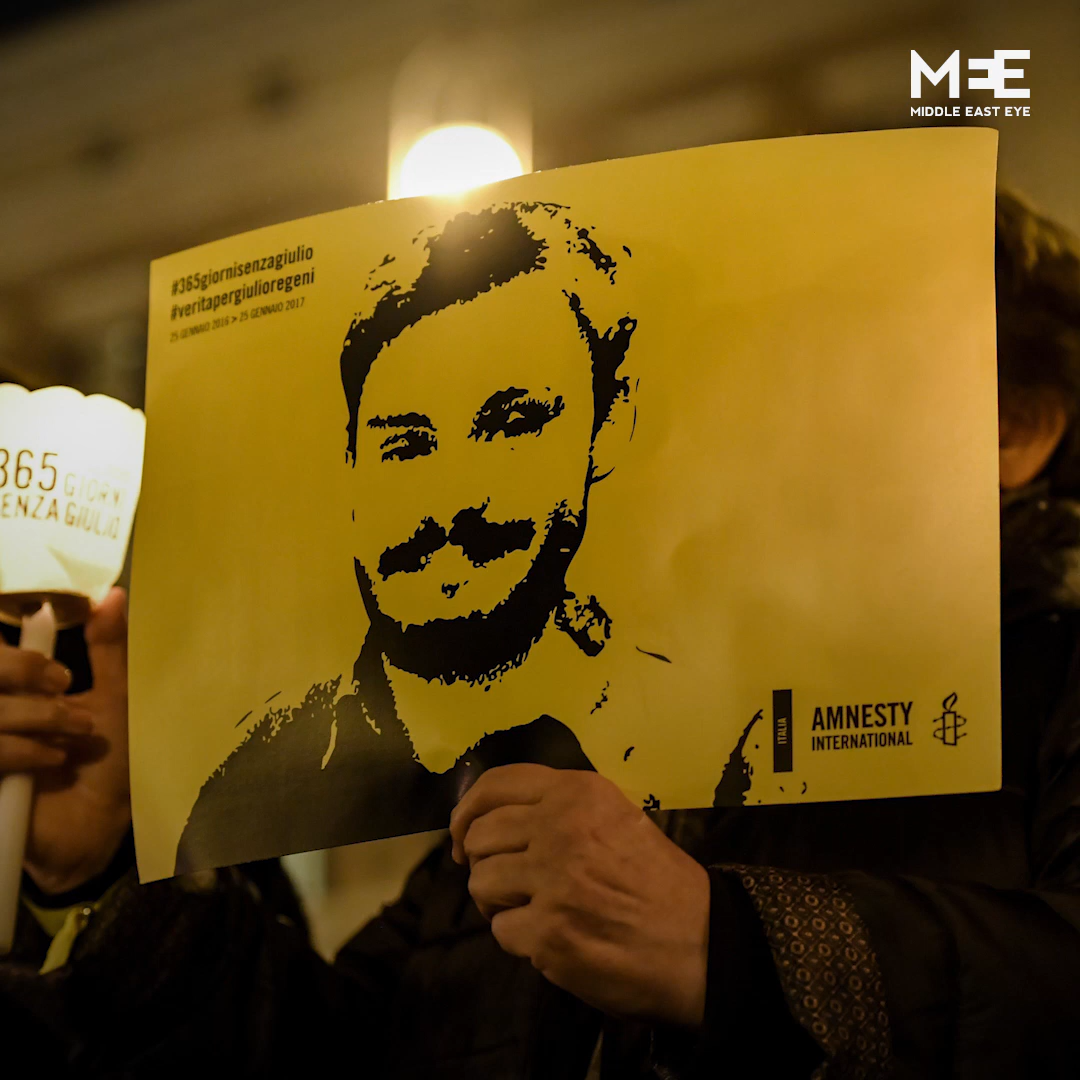 MEE
MIDDLE EAST EYE
#365giornisenzagiulio
#veritapergiulioregeni
25 GENNAIO 2016 > 25 GENNAIO 2017
365 GIORNI
SENZA GIULIO
ITALIA
AMNESTY
INTERNATIONAL